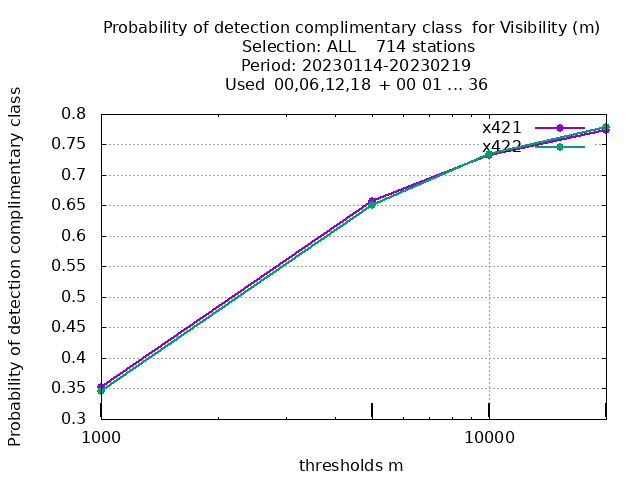 Probability of detection complimentary class  for Visibility (m)
Selection: ALL    714 stations
Period: 20230114-20230219
Used  00,06,12,18  + 00 01 ... 36
Probability of detection complimentary class
0.8
0.75
0.7
0.65
0.6
0.55
0.5
0.45
0.4
0.35
0.3
x421
x422
1000
10000
thresholds m